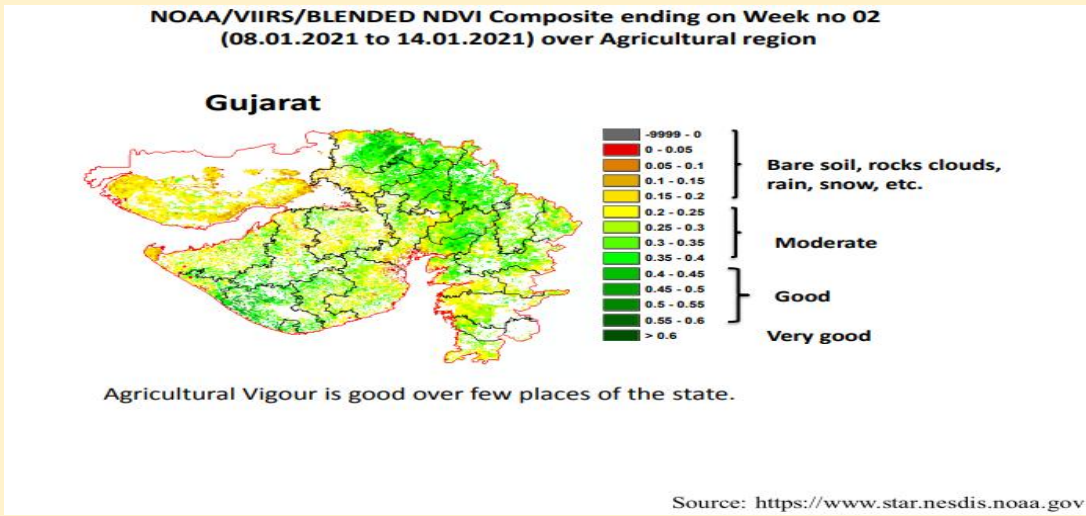 NOAA/VIIRS/BLENDED NDVI Composite ending on Week no 02
(08.01.2021 to 14.01.2021) over Agricultural region
Gujarat
-9999 - 0
0 - 0.05
0.05 - 0.1
0.1 - 0.15
0.15 - 0.2
0.2 - 0.25
0.25 - 0.3
0.3 - 0.35
0.35 - 0.4
0.4 - 0.45
0.45 - 0.5
0.5 - 0.55
0.55 - 0.6
> 0.6
Bare soil, rocks clouds,
rain, snow, etc.
Moderate
Good
Very good
Agricultural Vigour is good over few places of the state.
Source: https://www.star.nesdis.noaa.gov